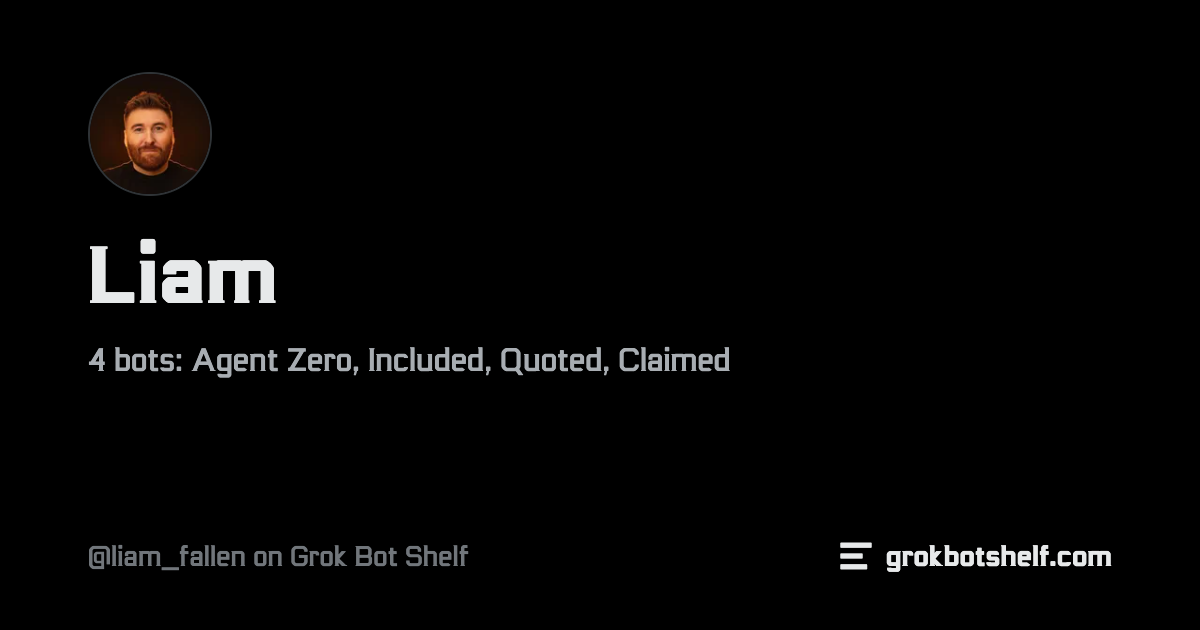 Liam
4 bots: Agent Zero, Included, Quoted, Claimed
@liam_fallen on Grok Bot Shelf
grokbotshelf.com